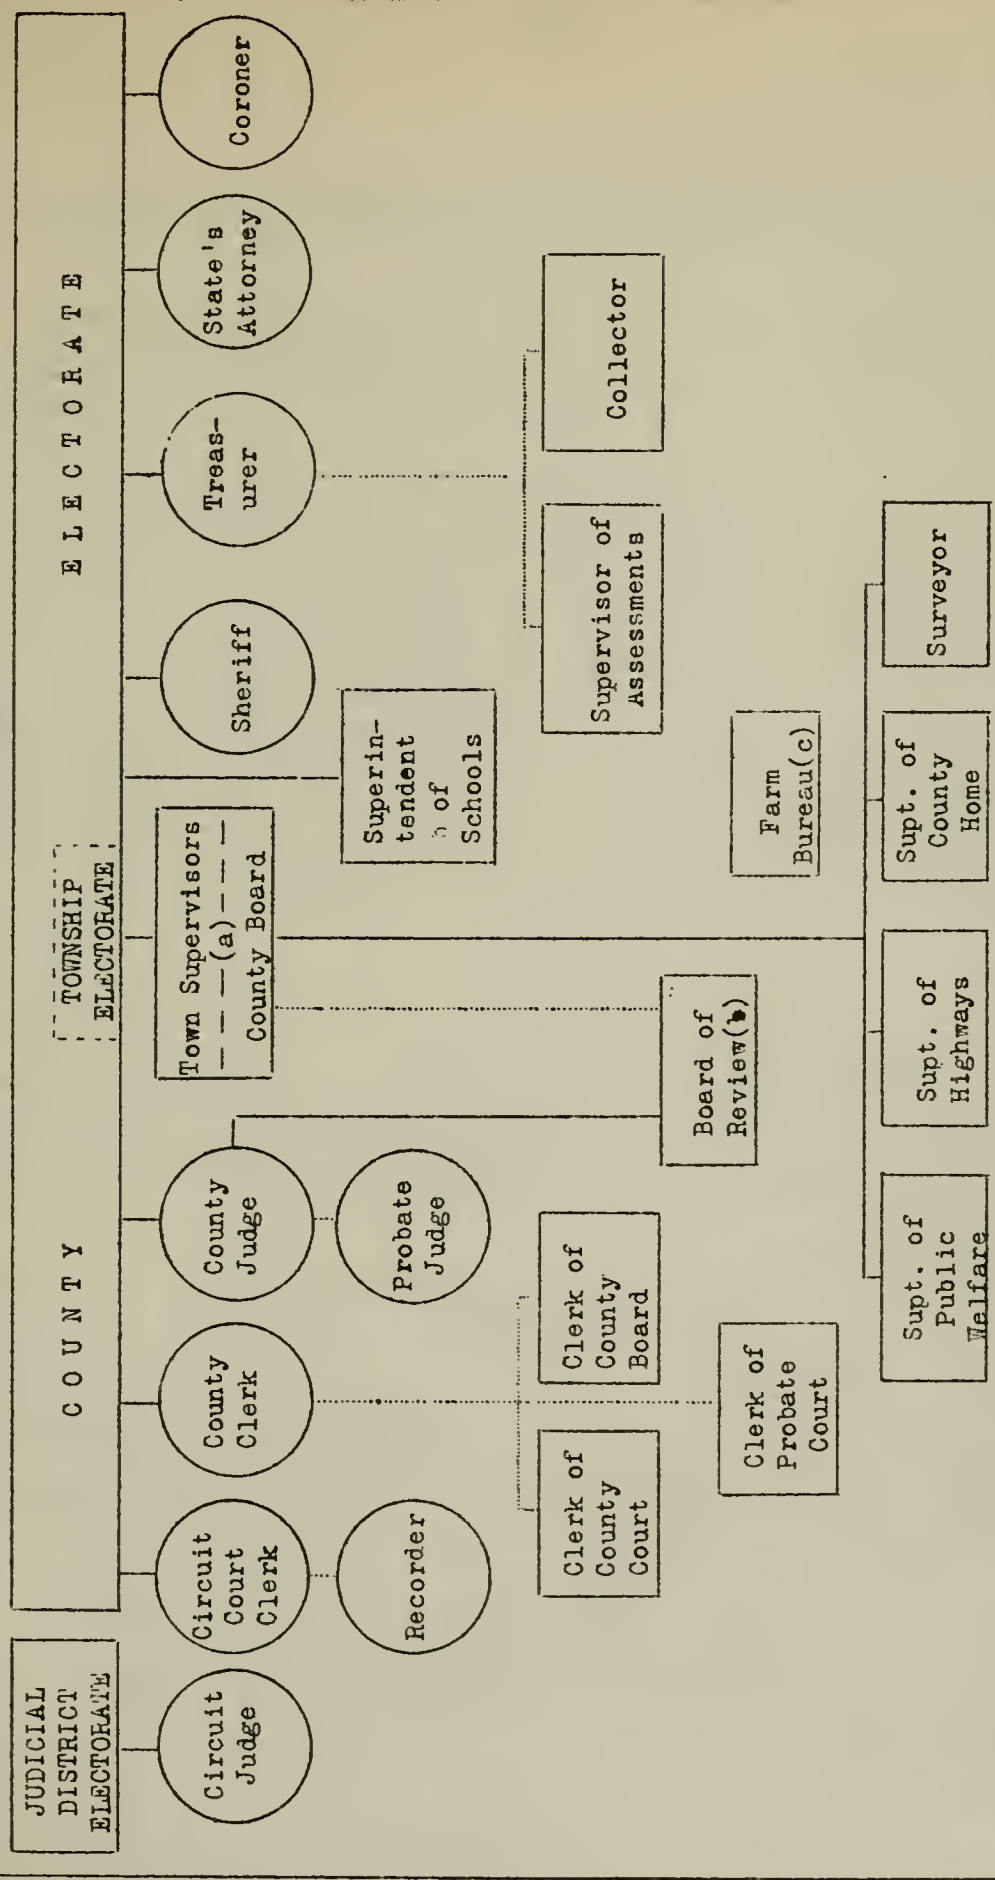 JUDICIAL
DISTRICT
ELECTORATE
COUNTY
TOWNSHIP
ELECTORATE
ELECTORATE
Circuit
Judge
Circuit
Court
Clerk
County
Clerk
County
Judge
Town Supervisors
(a)
County Board
Sheriff
Treas-
urer
State's
Attorney
Coroner
Recorder
Probate
Judge
Superin-
tendent
of
Schools
Clerk of
County
Court
Clerk of
County
Board
Supervisor of
Assessments
Collector
Clerk of
Probate
Court
Board of
Review(b)
Farm
Bureau(c)
Supt. of
Public
Welfare
Supt. of
Highways
Supt. of
County
Home
Surveyor